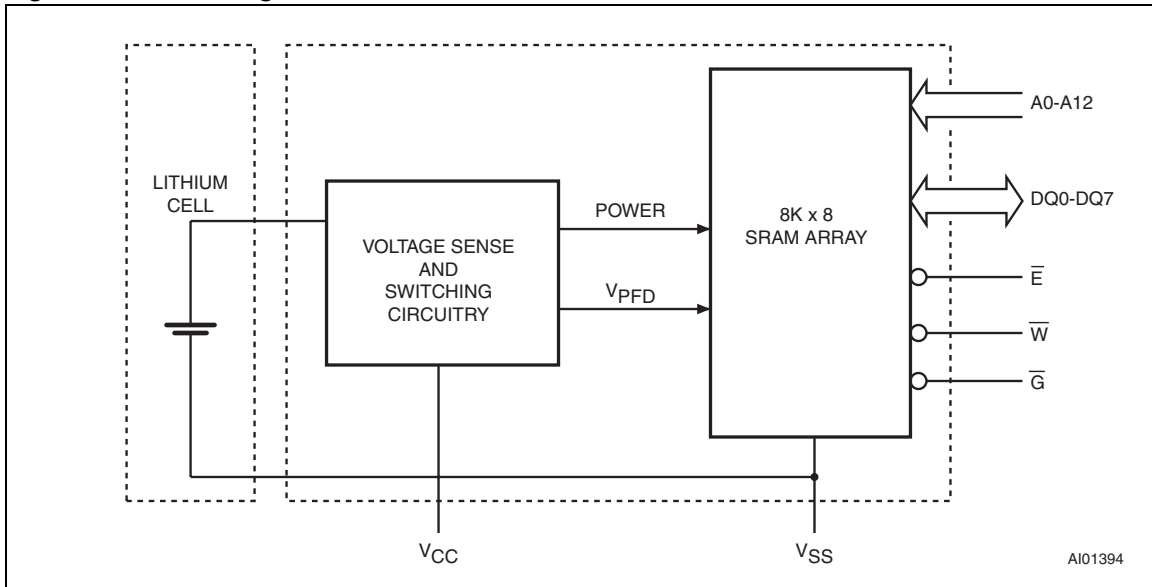 LITHIUM
CELL
VOLTAGE SENSE
AND
SWITCHING
CIRCUITRY
POWER
VPFD
8K x 8
SRAM ARRAY
A0-A12
DQ0-DQ7
E̅
W̅
G̅
VCC
VSS
AI01394